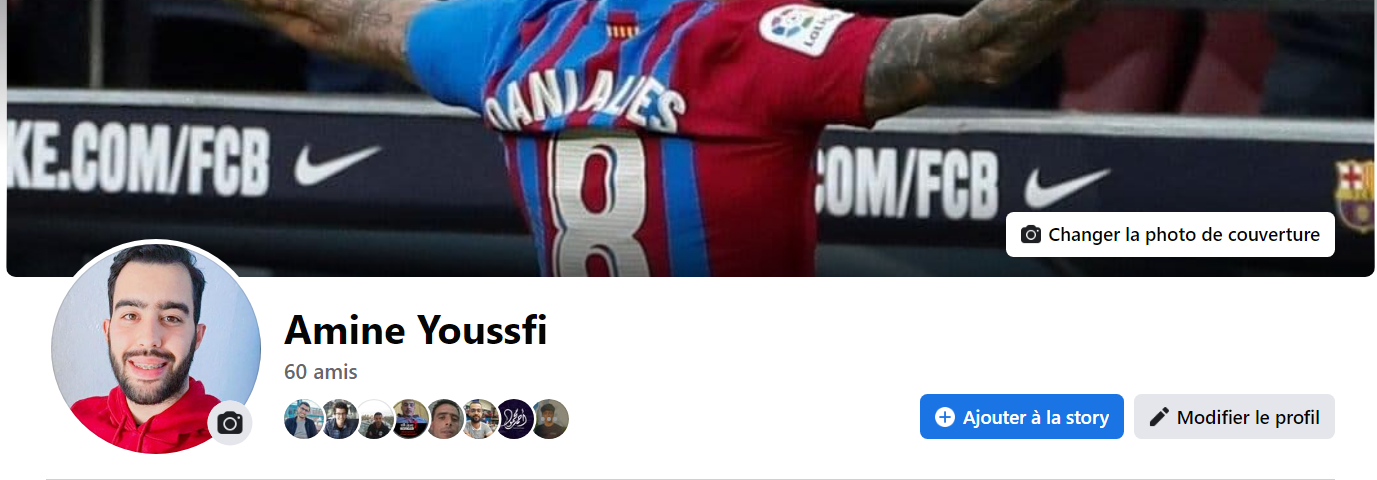 LaLiga
DANI ALVES
KE.COM/FCB
COM/FCB
8
Changer la photo de couverture
Amine Youssfi
60 amis
Ajouter à la story
Modifier le profil